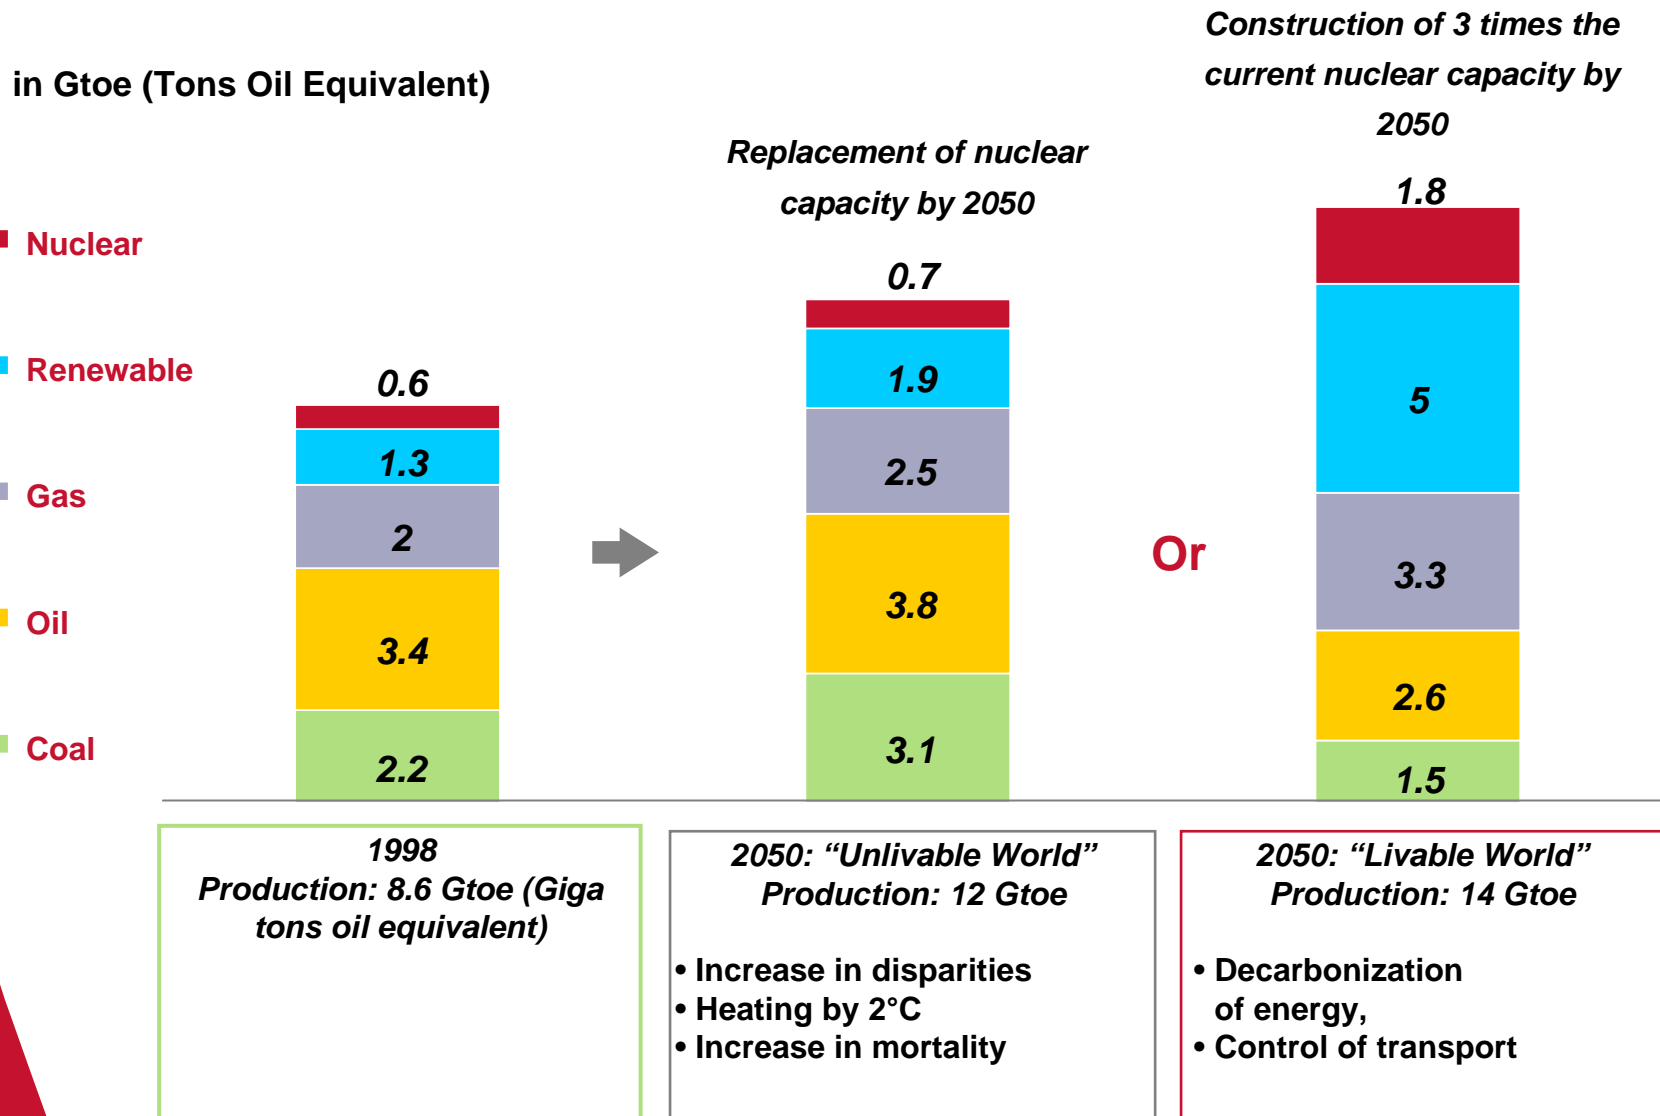 in Gtoe (Tons Oil Equivalent)
Nuclear
Renewable
Gas
Oil
Coal
0.6
1.3
2
3.4
2.2
1998
Production: 8.6 Gtoe (Giga
tons oil equivalent)
Replacement of nuclear
capacity by 2050
0.7
1.9
2.5
3.8
3.1
2050: “Unlivable World”
Production: 12 Gtoe
• Increase in disparities
• Heating by 2°C
• Increase in mortality
Or
Construction of 3 times the
current nuclear capacity by
2050
1.8
5
3.3
2.6
1.5
2050: “Livable World”
Production: 14 Gtoe
• Decarbonization
of energy,
• Control of transport